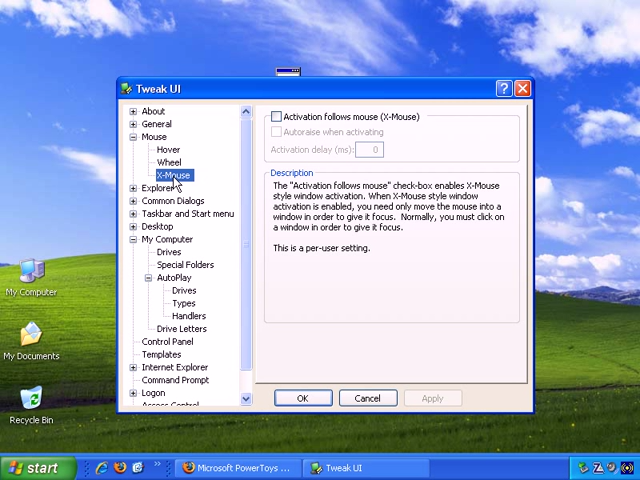 Tweak UI
About
General
Mouse
Hover
Wheel
X-Mouse
Explorer
Common Dialogs
Taskbar and Start menu
Desktop
My Computer
Drives
Special Folders
AutoPlay
Drives
Types
Handlers
Drive Letters
Control Panel
Templates
Internet Explorer
Command Prompt
Logon
Access Control
Activation follows mouse (X-Mouse)
Autoraise when activating
Activation delay (ms): 0
Description
The "Activation follows mouse" check-box enables X-Mouse
style window activation. When X-Mouse style window
activation is enabled, you need only move the mouse into a
window in order to give it focus. Normally, you must click on
a window in order to give it focus.
This is a per-user setting.
OK
Cancel
Apply
My Computer
My Documents
Recycle Bin
start
Microsoft PowerToys ...
Tweak UI